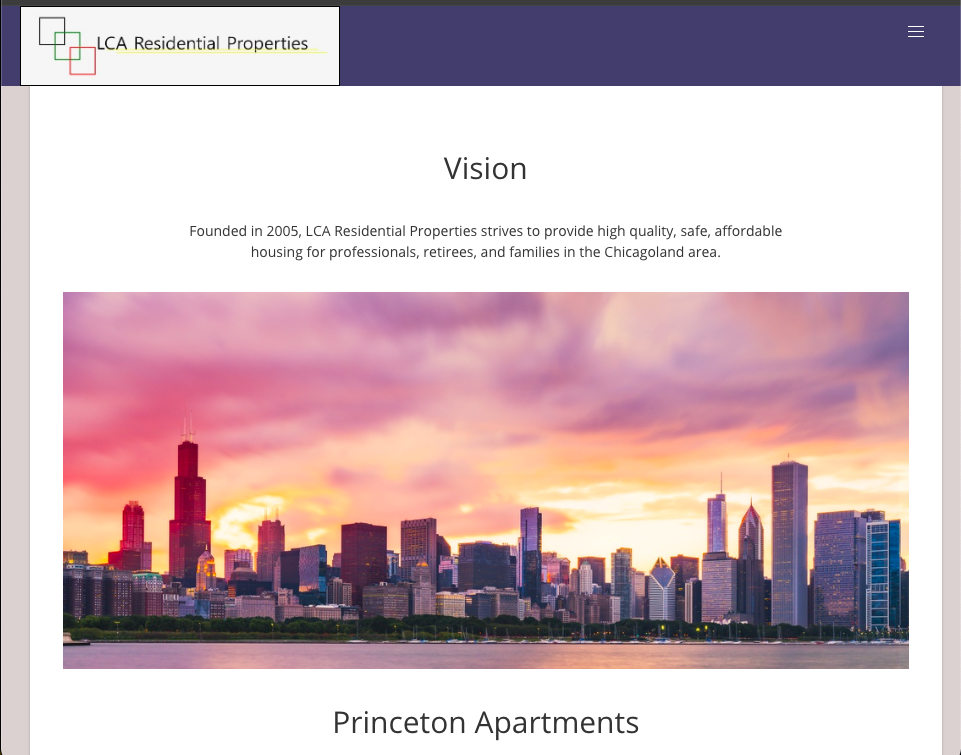 LCA Residential Properties
Vision
Founded in 2005, LCA Residential Properties strives to provide high quality, safe, affordable
housing for professionals, retirees, and families in the Chicagoland area.
Princeton Apartments